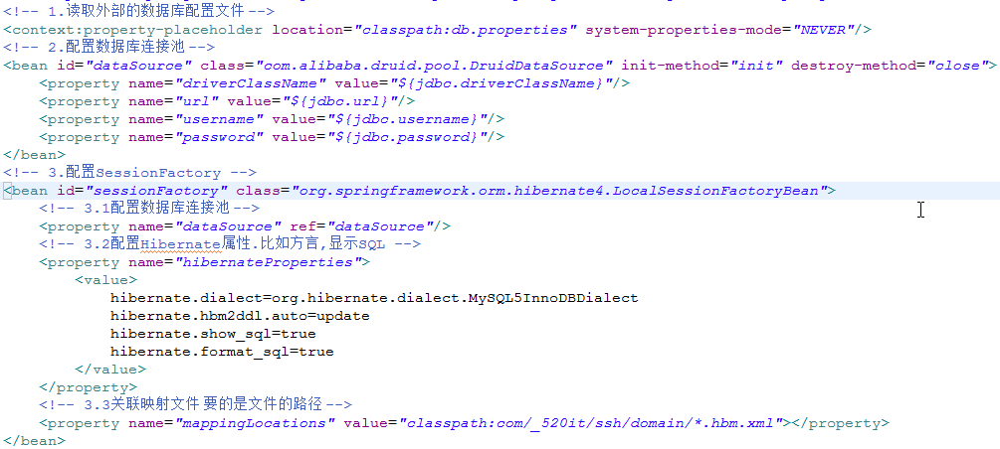 <!-- 1.读取外部的数据库配置文件-->
<context:property-placeholder location="classpath:db.properties" system-properties-mode="NEVER"/>
<!-- 2.配置数据库连接池-->
<bean id="dataSource" class="com.alibaba.druid.pool.DruidDataSource" init-method="init" destroy-method="close">
    <property name="driverClassName" value="${jdbc.driverClassName}"/>
    <property name="url" value="${jdbc.url}"/>
    <property name="username" value="${jdbc.username}"/>
    <property name="password" value="${jdbc.password}"/>
</bean>
<!-- 3.配置SessionFactory -->
<bean id="sessionFactory" class="org.springframework.orm.hibernate4.LocalSessionFactoryBean">
    <!-- 3.1配置数据库连接池-->
    <property name="dataSource" ref="dataSource"/>
    <!-- 3.2配置Hibernate属性.比如方言,显示SQL -->
    <property name="hibernateProperties">
        <value>
            hibernate.dialect=org.hibernate.dialect.MySQL5InnoDBDialect
            hibernate.hbm2ddl.auto=update
            hibernate.show_sql=true
            hibernate.format_sql=true
        </value>
    </property>
    <!-- 3.3关联映射文件 要的是文件的路径-->
    <property name="mappingLocations" value="classpath:com/_520it/ssh/domain/*.hbm.xml"></property>
</bean>